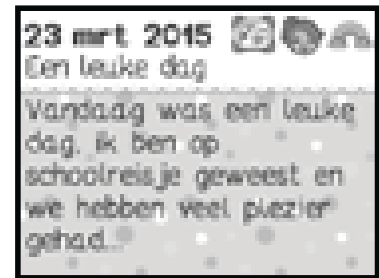 23 mrt 2015
Een leuke dag
Vandaag was een leuke
dag. Ik ben op
schoolreisje geweest en
we hebben veel plezier
gehad...